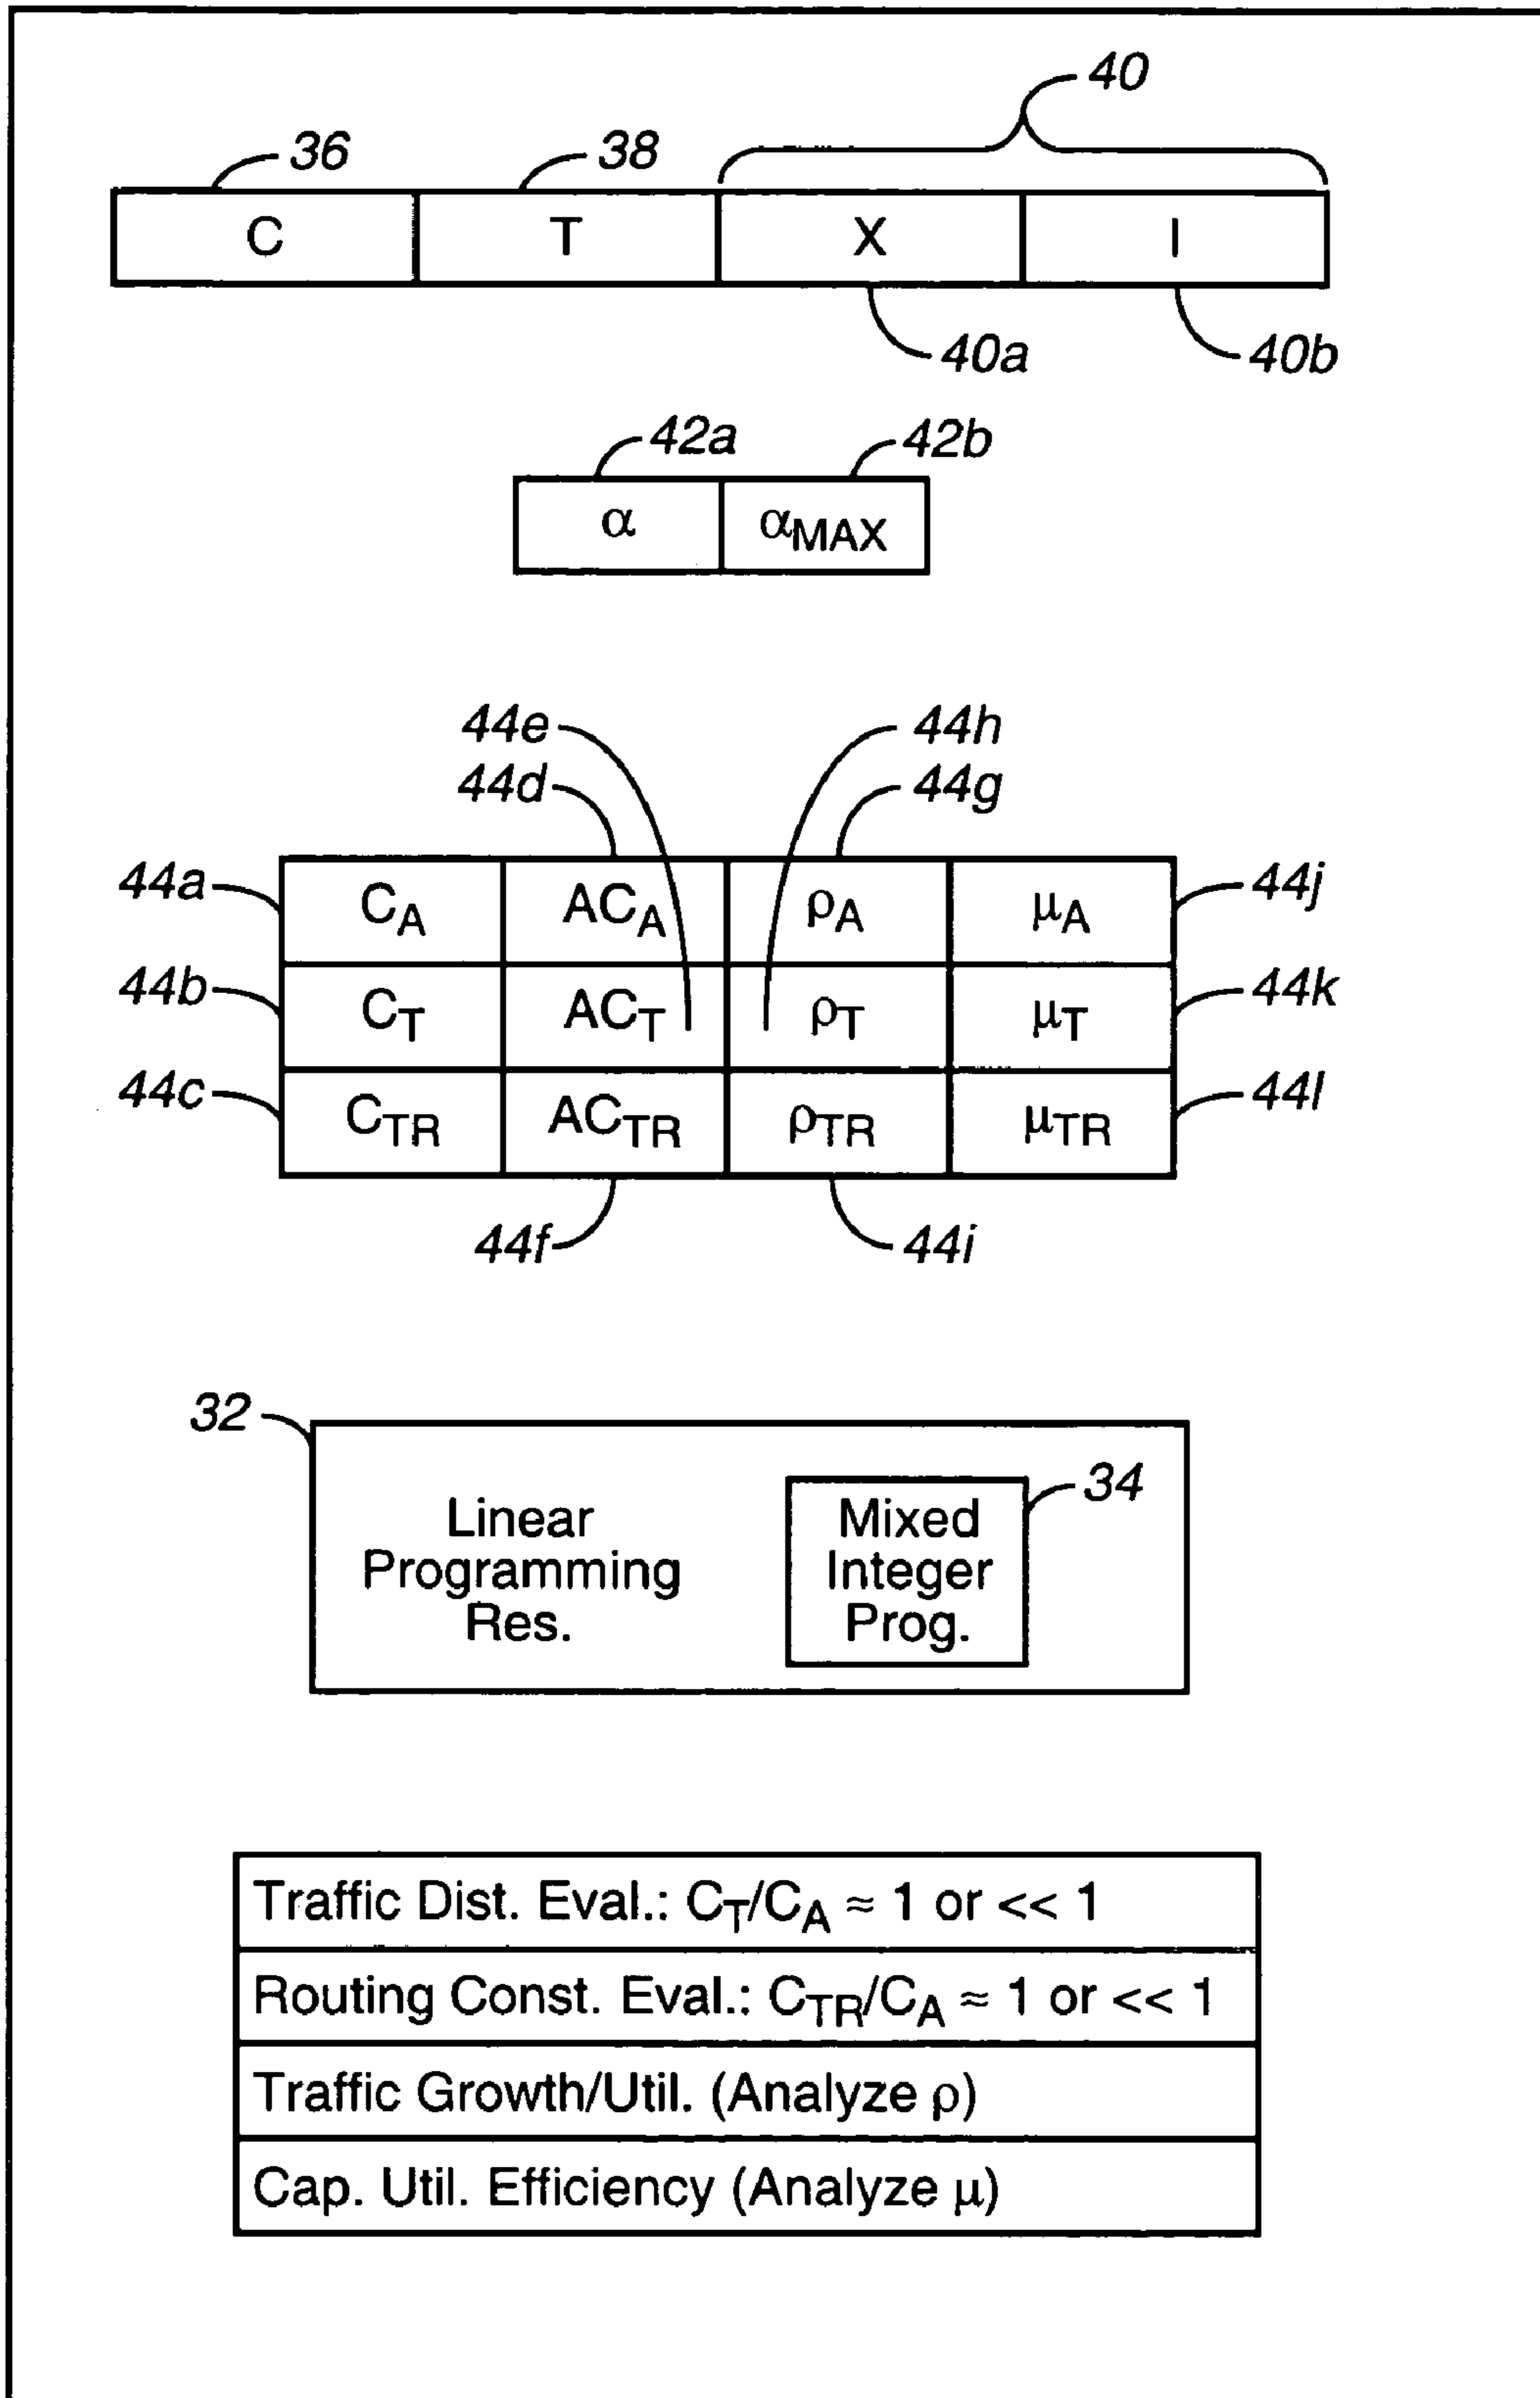 40
36 38
C T X I
40a 40b
42a 42b
α αMAX
44e 44h
44d 44g
44a CA ACA ρA μA 44j
44b CT ACT ρT μT 44k
44c CTR ACTR ρTR μTR 44l
44f 44i
32
34
Linear
Programming
Res.
Mixed
Integer
Prog.
Traffic Dist. Eval.: CT/CA ≈ 1 or << 1
Routing Const. Eval.: CTR/CA ≈ 1 or << 1
Traffic Growth/Util. (Analyze ρ)
Cap. Util. Efficiency (Analyze μ)